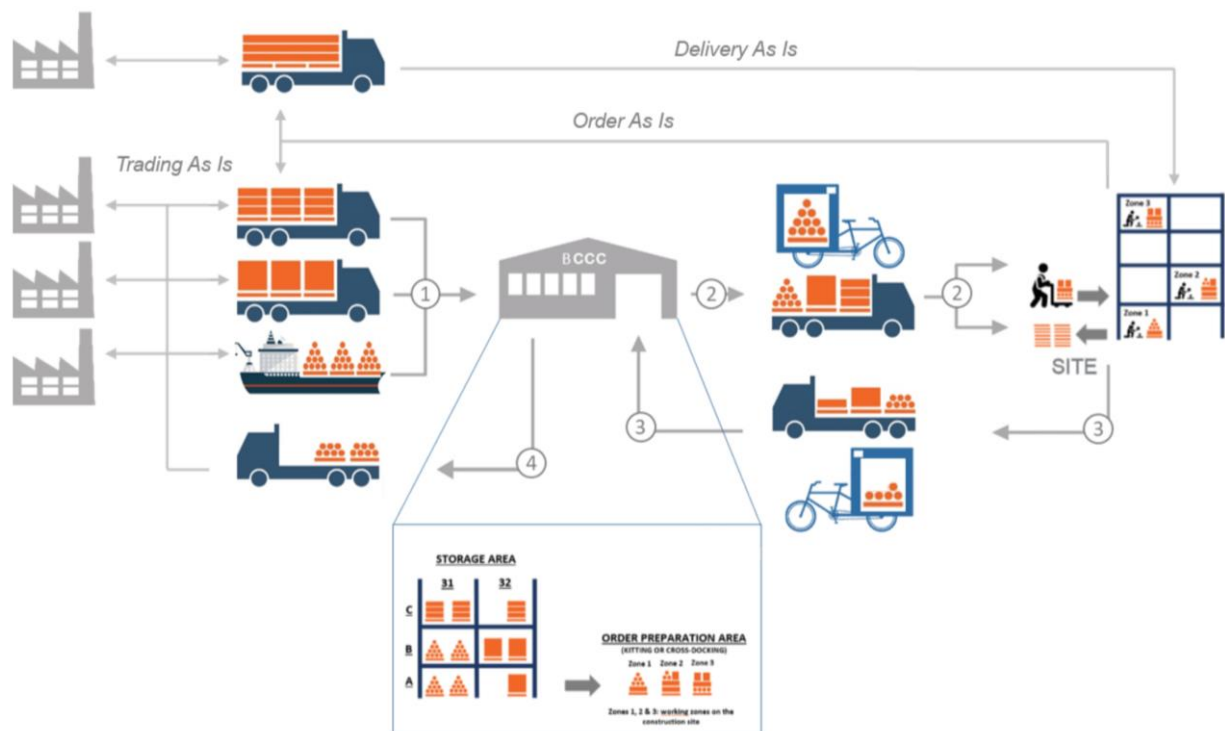 Delivery As Is
Order As Is
Trading As Is
Zone 3
BCCC
1
2
2
Zone 2
Zone 1
SITE
3
3
4
STORAGE AREA
31 32
C
B
A
ORDER PREPARATION AREA
(KITTING OR CROSS-DOCKING)
Zone 1 Zone 2 Zone 3
Zones 1, 2 & 3: working zones on the
construction site